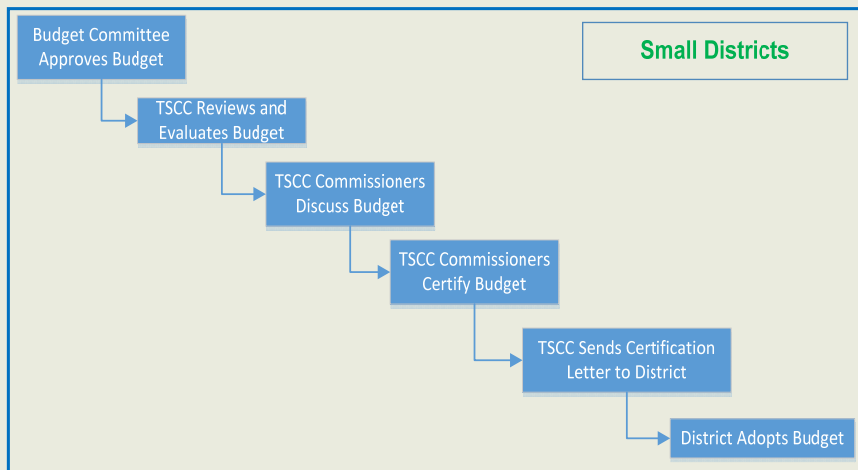 Budget Committee
Approves Budget
Small Districts
TSCC Reviews and
Evaluates Budget
TSCC Commissioners
Discuss Budget
TSCC Commissioners
Certify Budget
TSCC Sends Certification
Letter to District
District Adopts Budget